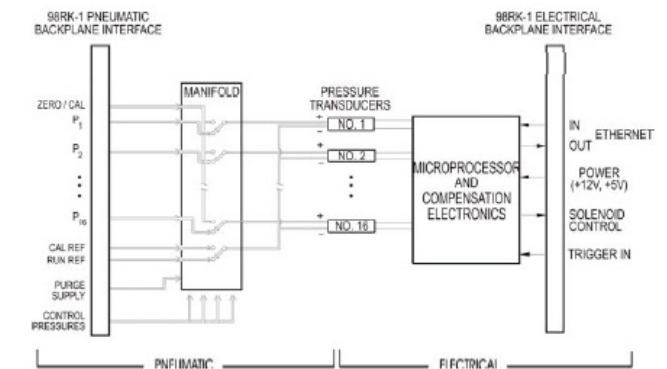 98RK-1 PNEUMATIC
BACKPLANE INTERFACE
98RK-1 ELECTRICAL
BACKPLANE INTERFACE
MANIFOLD
PRESSURE
TRANSDUCERS
ZERO / CAL
P1
P2
P16
CAL REF
RUN REF
PURGE
SUPPLY
CONTROL
PRESSURES
+
NO. 1
−
+
NO. 2
−
+
NO. 16
−
MICROPROCESSOR
AND
COMPENSATION
ELECTRONICS
IN
ETHERNET
OUT
POWER
(+12V, +5V)
SOLENOID
CONTROL
TRIGGER IN
PNEUMATIC
ELECTRICAL